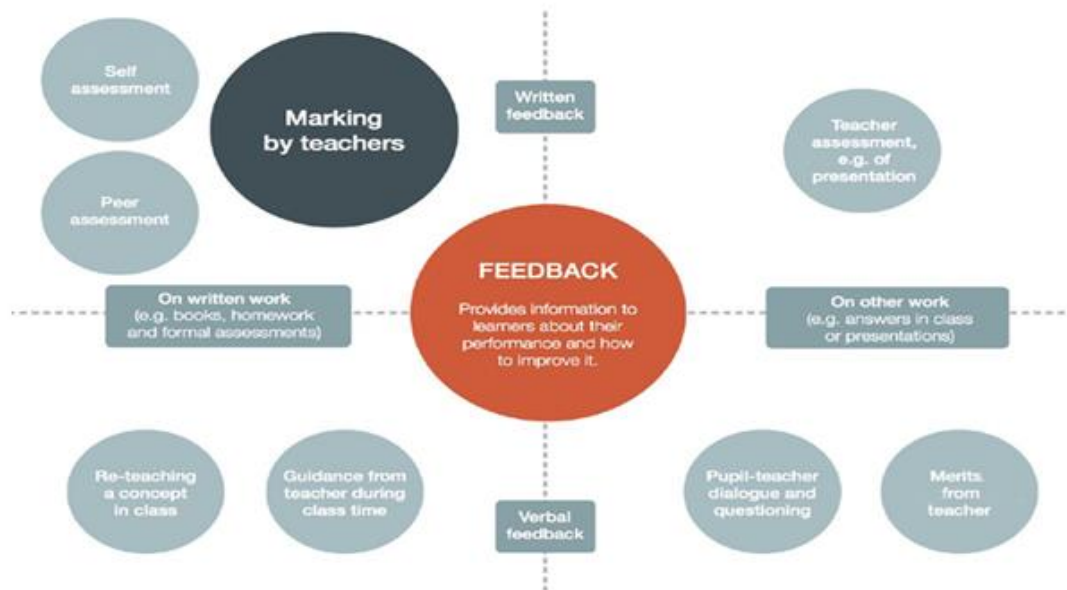 Self
assessment
Marking
by teachers
Written
feedback
Teacher
assessment,
e.g. of
presentation
Peer
assessment
FEEDBACK
Provides information to
learners about their
performance and how
to improve it.
On written work
(e.g. books, homework
and formal assessments)
On other work
(e.g. answers in class
or presentations)
Re-teaching
a concept
in class
Guidance from
teacher during
class time
Verbal
feedback
Pupil-teacher
dialogue and
questioning
Merits
from
teacher